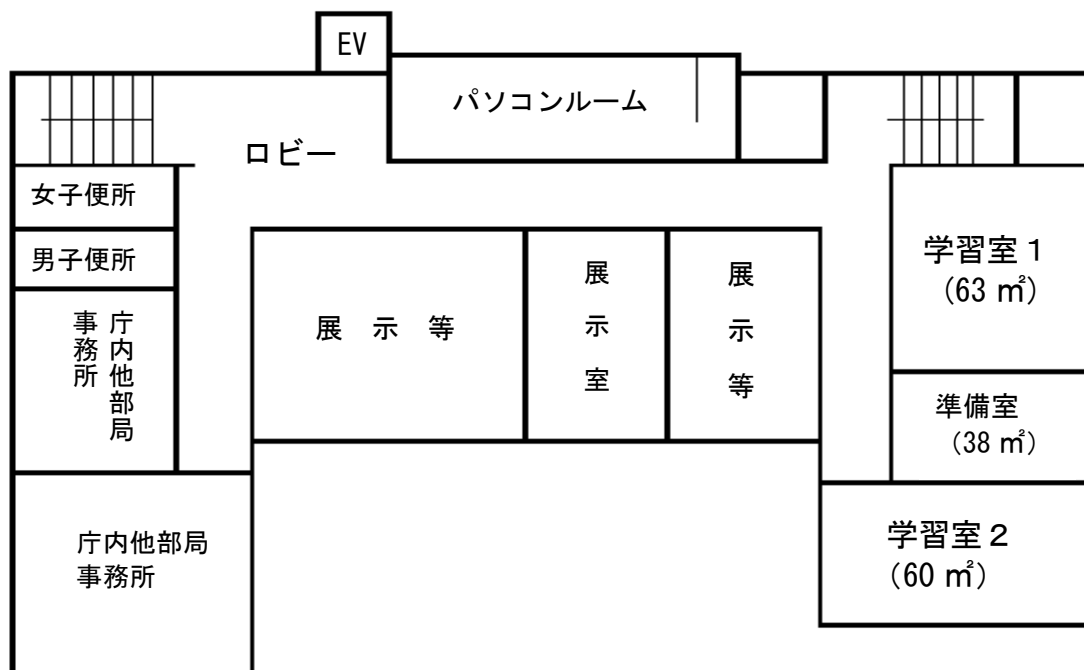 EV
パソコンルーム
ロビー
女子便所
男子便所
庁内他部局
事務所
展示等
展示室
展示等
学習室1
(63 ㎡)
準備室
(38 ㎡)
学習室2
(60 ㎡)
庁内他部局
事務所